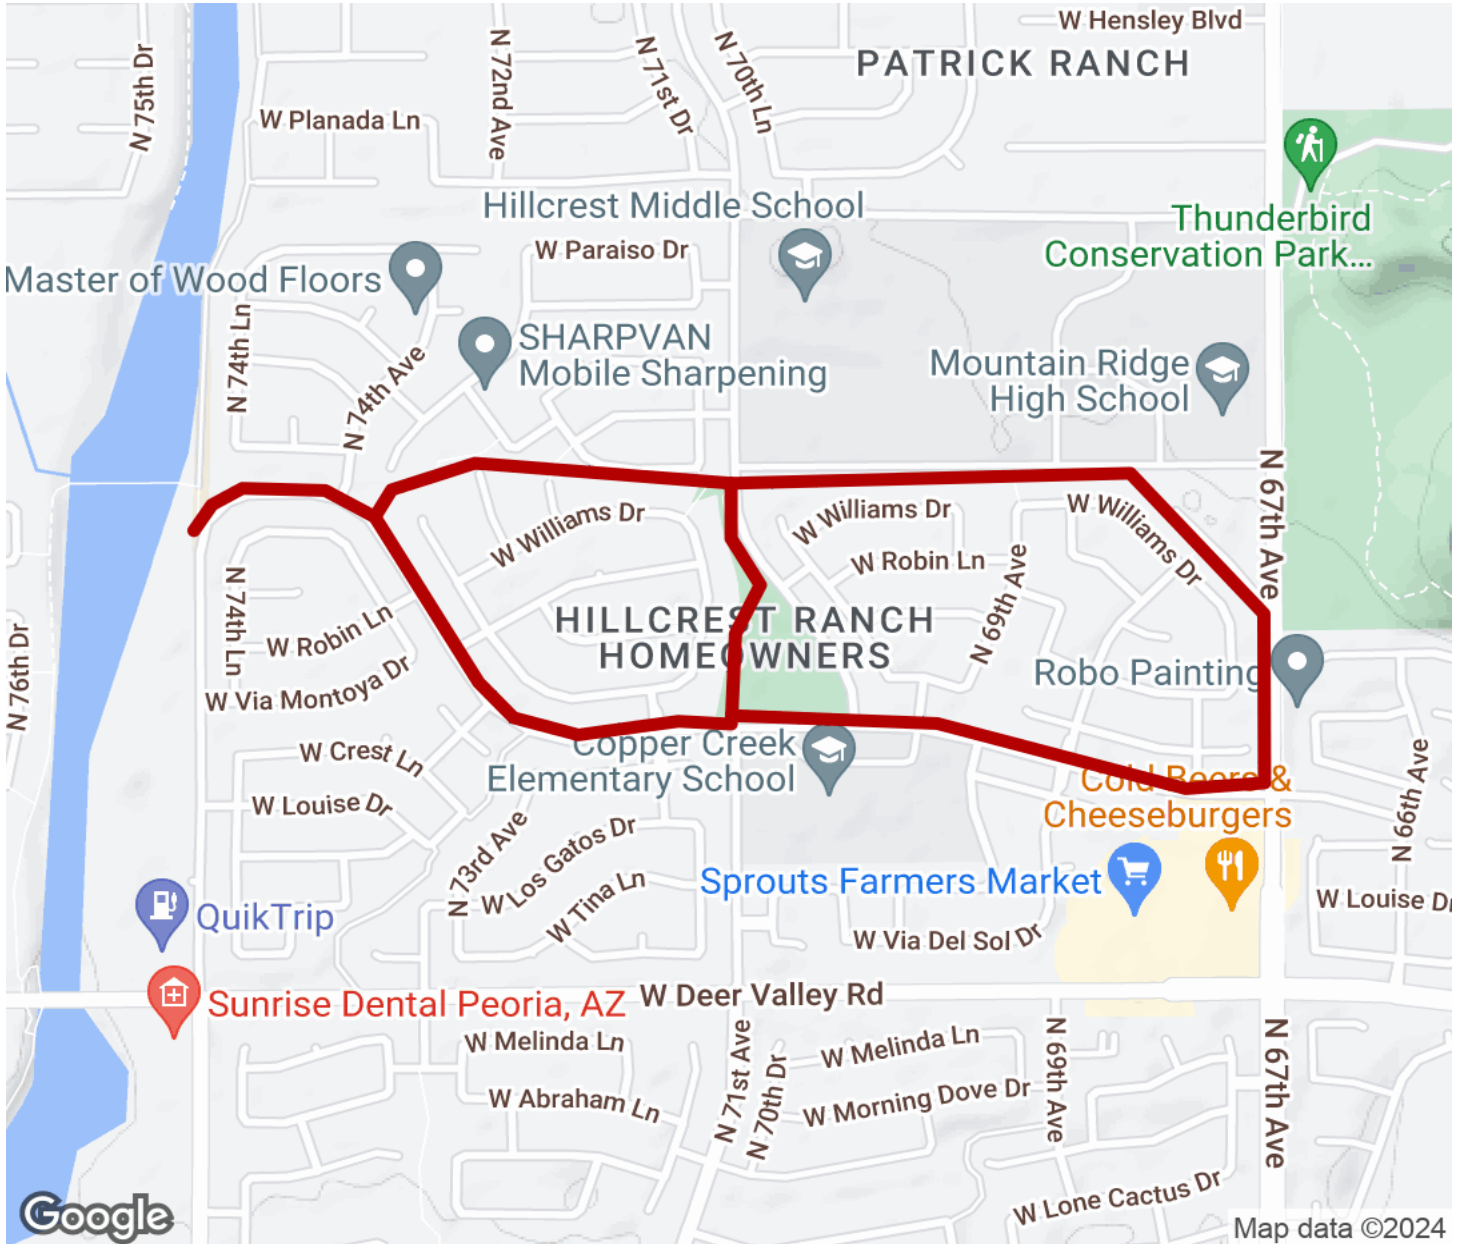 W Hensley Blvd
PATRICK RANCH
N 75th Dr
N 72nd Ave
N 71st Dr
N 70th Ln
W Planada Ln
Hillcrest Middle School
Thunderbird
Conservation Park...
W Paraiso Dr
Master of Wood Floors
N 74th Ln
SHARPVAN
Mobile Sharpening
N 74th Ave
Mountain Ridge
High School
N 67th Ave
W Williams Dr
W Williams Dr
W Williams Dr
W Robin Ln
N 69th Ave
N 74th Ln
HILLCREST RANCH
HOMEOWNERS
W Robin Ln
N 76th Dr
W Via Montoya Dr
Robo Painting
W Crest Ln
Copper Creek
Elementary School
Cold Beers &
Cheeseburgers
N 66th Ave
W Louise Dr
N 73rd Ave
W Los Gatos Dr
W Tina Ln
Sprouts Farmers Market
W Louise Dr
QuikTrip
W Via Del Sol Dr
Sunrise Dental Peoria, AZ
W Deer Valley Rd
W Melinda Ln
N 71st Ave
N 70th Dr
W Melinda Ln
N 69th Ave
N 67th Ave
W Abraham Ln
W Morning Dove Dr
W Lone Cactus Dr
Google
Map data ©2024